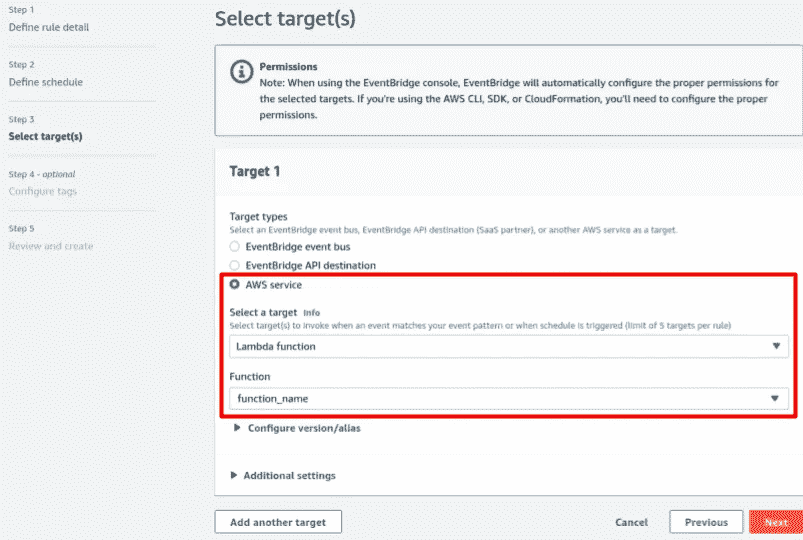 Step 1
Define rule detail
Step 2
Define schedule
Step 3
Select target(s)
Step 4 - optional
Configure tags
Step 5
Review and create
Select target(s)
Permissions
Note: When using the EventBridge console, EventBridge will automatically configure the proper permissions for
the selected targets. If you're using the AWS CLI, SDK, or CloudFormation, you'll need to configure the proper
permissions.
Target 1
Target types
Select an EventBridge event bus, EventBridge API destination (SaaS partner), or another AWS service as a target.
EventBridge event bus
EventBridge API destination
AWS service
Select a target Info
Select target(s) to invoke when an event matches your event pattern or when schedule is triggered (limit of 5 targets per rule)
Lambda function
Function
function_name
Configure version/alias
Additional settings
Add another target
Cancel
Previous
Next